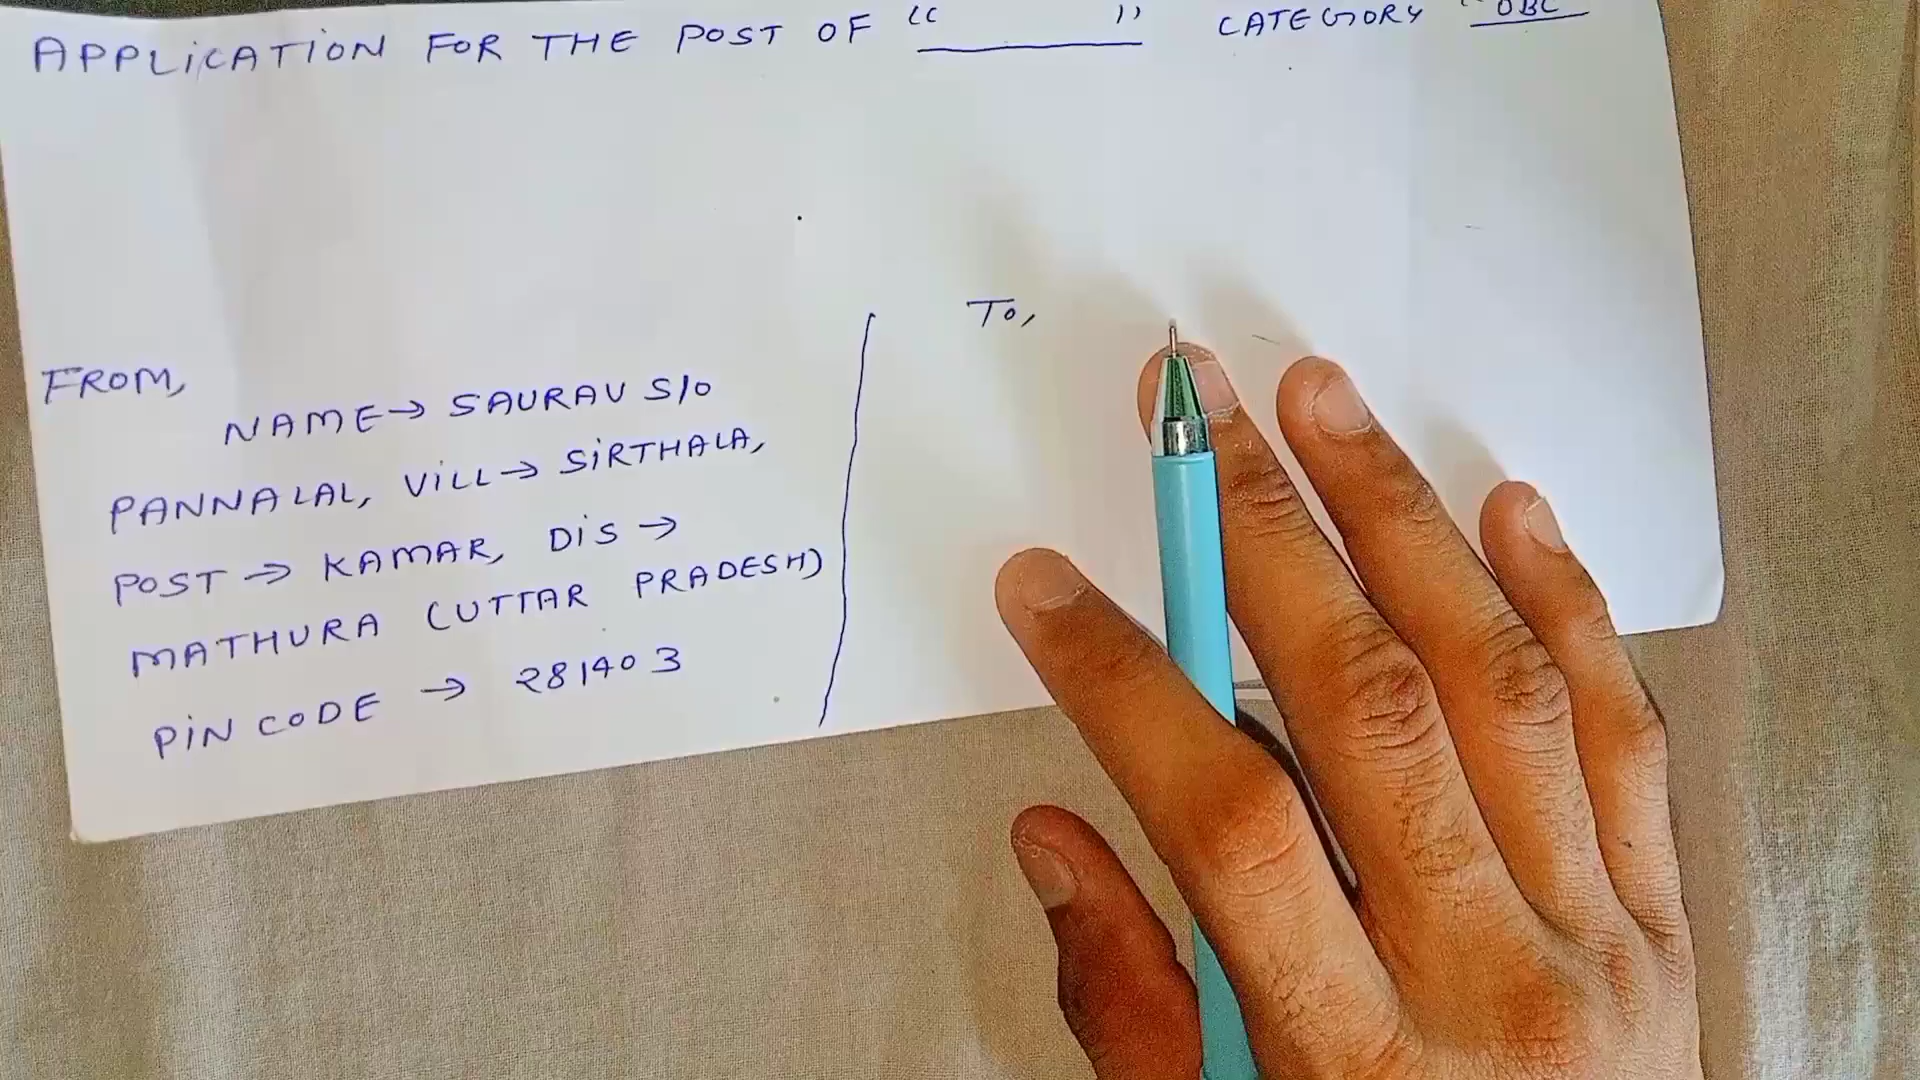 APPLiCATiON FOR THE POST OF “ ” CATEGORY “OBC
To,
FROM,
NAME→ SAURAV S/O
PANNALAL, ViLL→ SiRTHALA,
POST → KAMAR, DiS →
MATHURA (UTTAR PRADESH)
PiN CODE → 281403